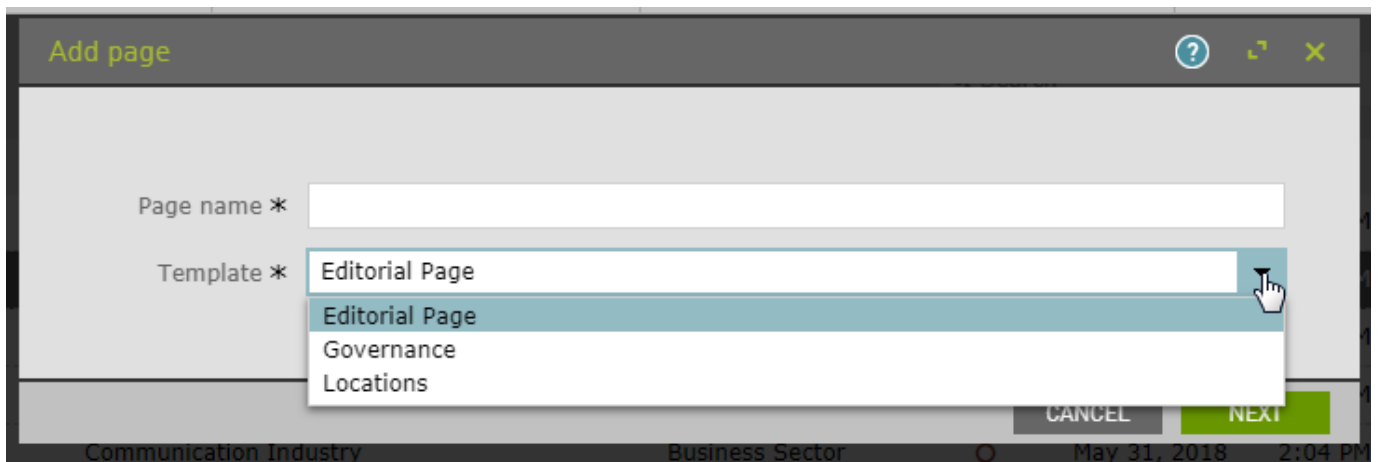 Add page
?
Page name *
Template * Editorial Page
Editorial Page
Governance
Locations
CANCEL NEXT
Communication Industry Business Sector May 31, 2018 2:04 PM